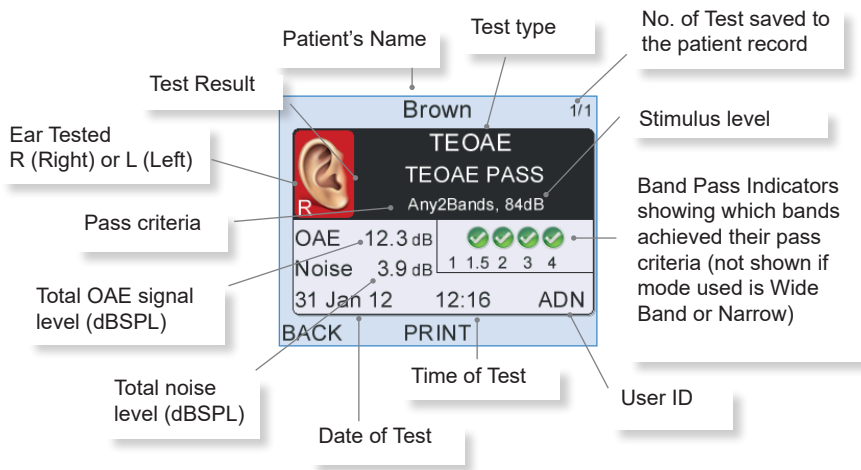 Patient's Name
Test type
No. of Test saved to
the patient record
Test Result
Ear Tested
R (Right) or L (Left)
Pass criteria
Total OAE signal
level (dBSPL)
Total noise
level (dBSPL)
Brown 1/1
TEOAE
TEOAE PASS
Any2Bands, 84dB
R
OAE 12.3 dB
Noise 3.9 dB
1 1.5 2 3 4
31 Jan 12 12:16 ADN
BACK PRINT
Stimulus level
Band Pass Indicators
showing which bands
achieved their pass
criteria (not shown if
mode used is Wide
Band or Narrow)
Time of Test
User ID
Date of Test